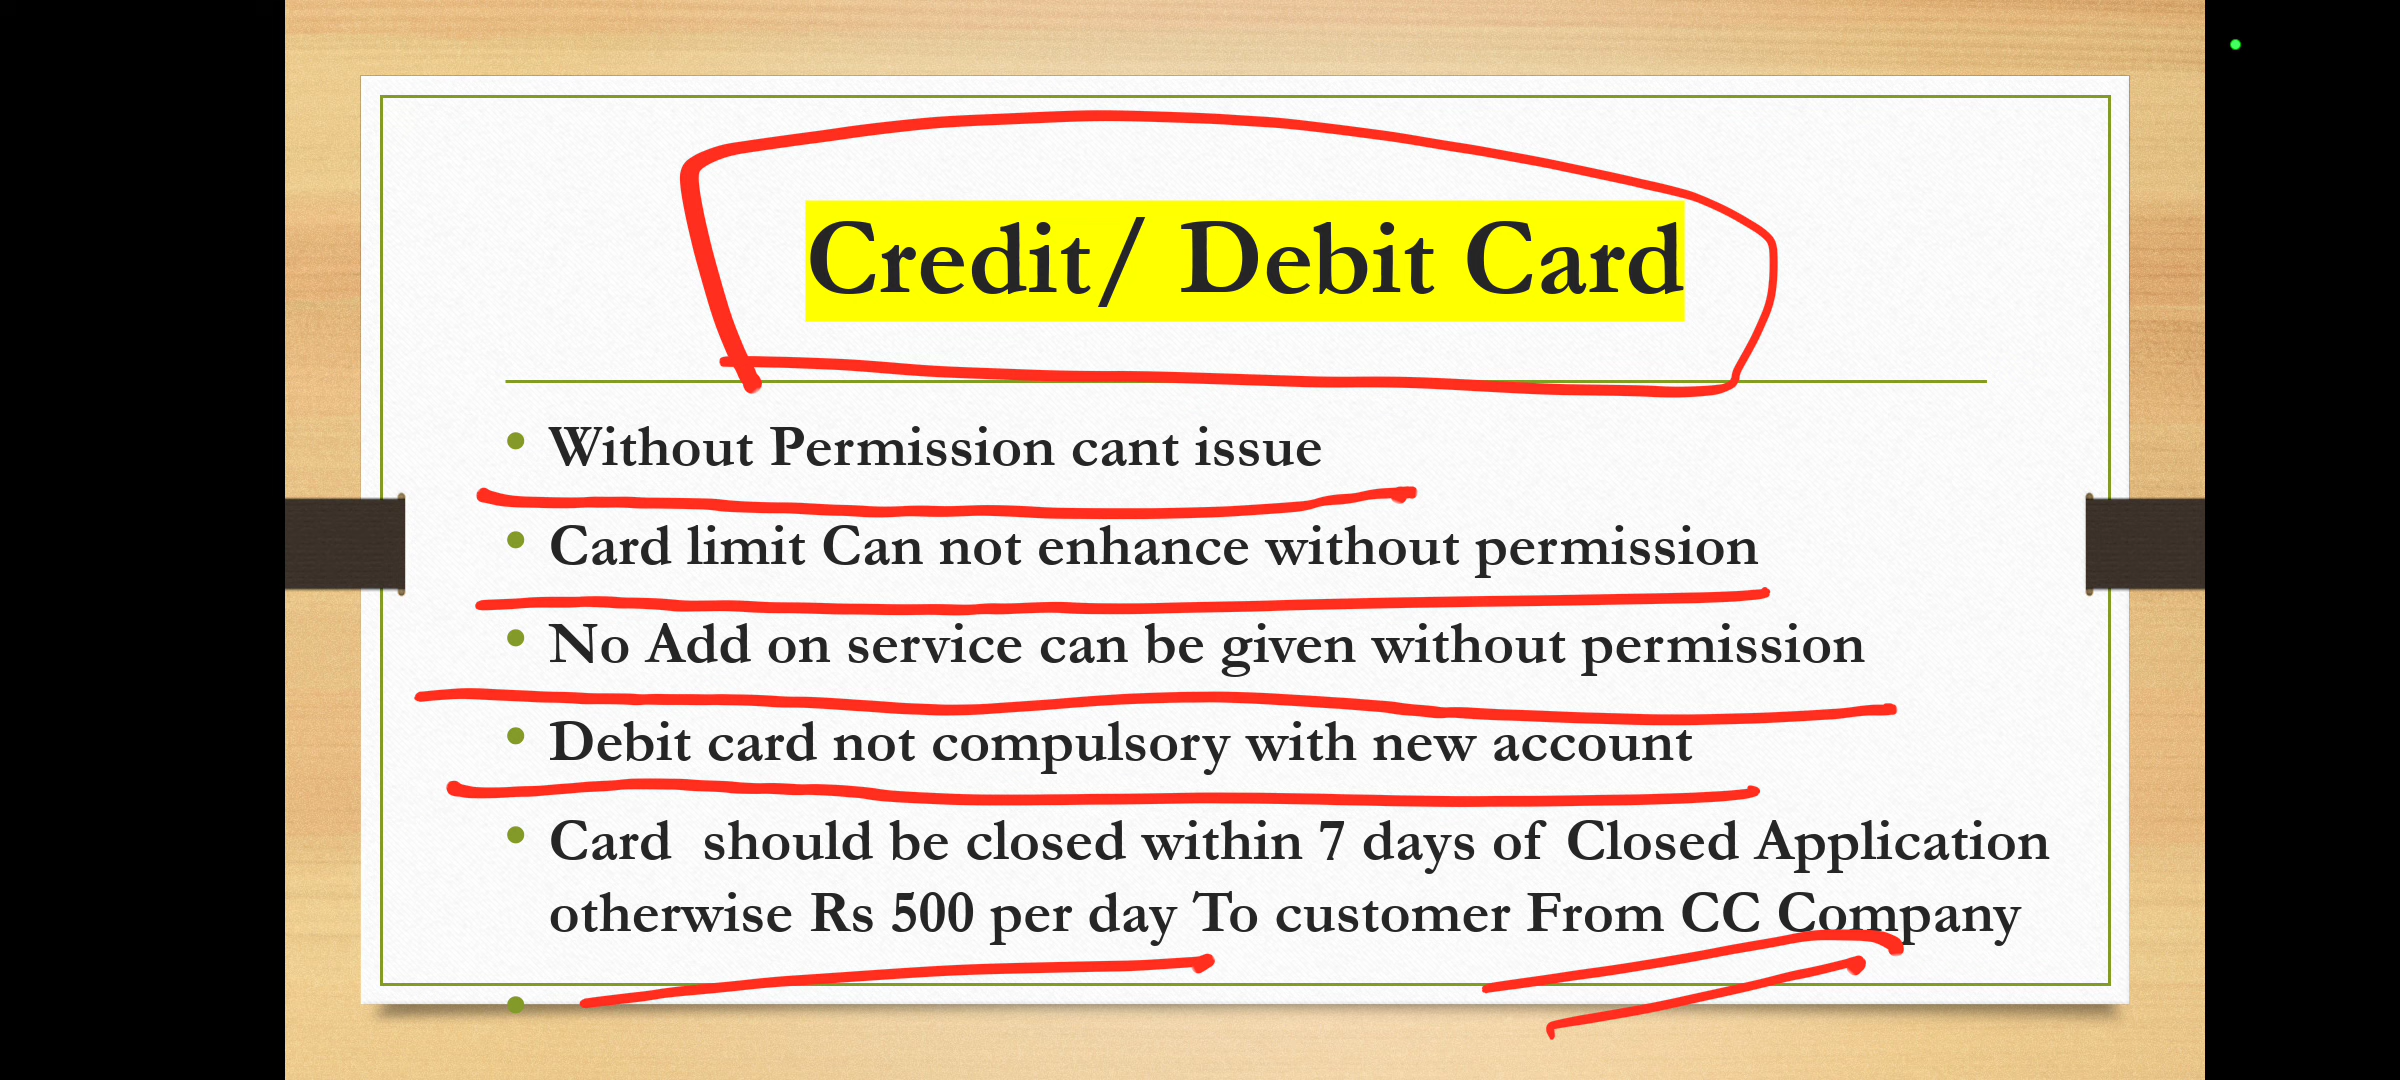 Credit/ Debit Card
Without Permission cant issue
Card limit Can not enhance without permission
No Add on service can be given without permission
Debit card not compulsory with new account
Card should be closed within 7 days of Closed Application
otherwise Rs 500 per day To customer From CC Company